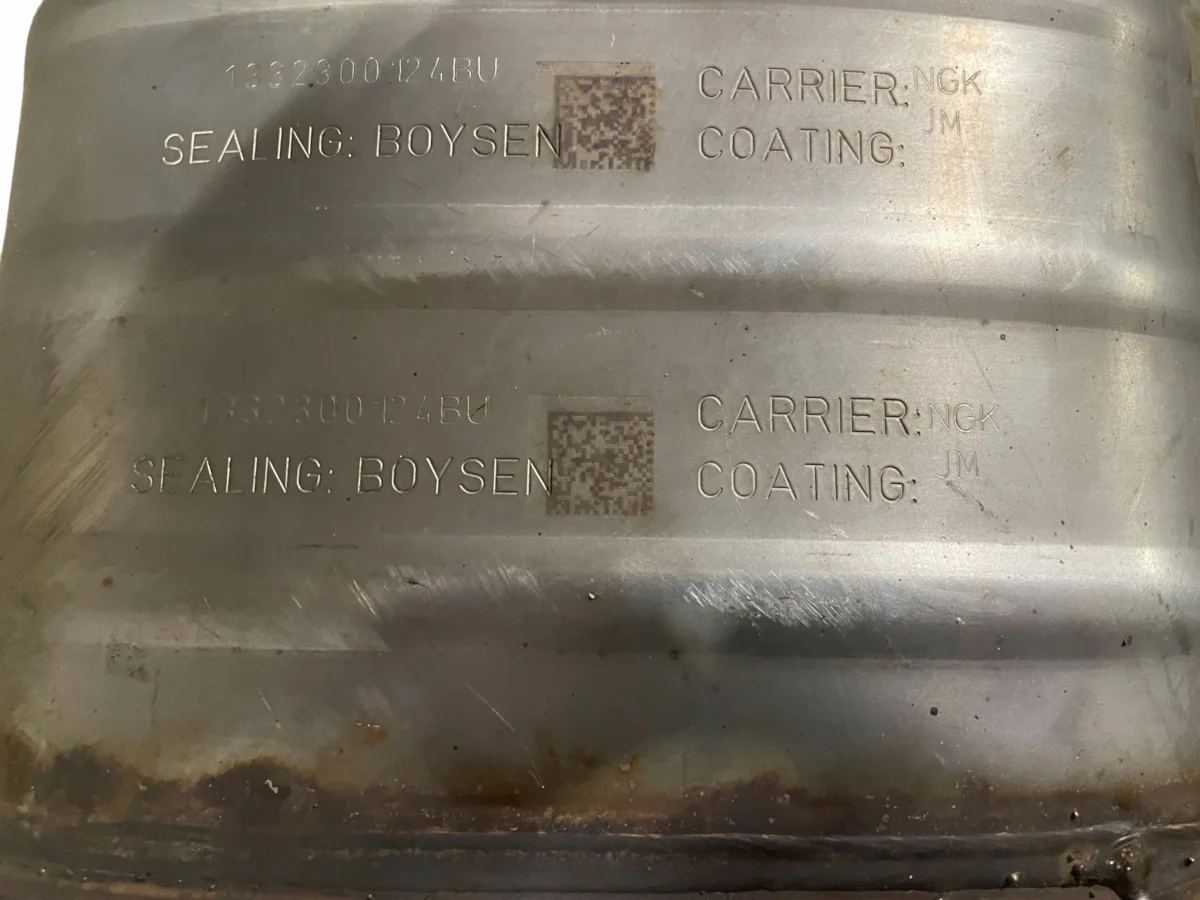 1332300124BU
SEALING: BOYSEN
CARRIER: NGK
COATING: JM
1332300124BU
SEALING: BOYSEN
CARRIER: NGK
COATING: JM